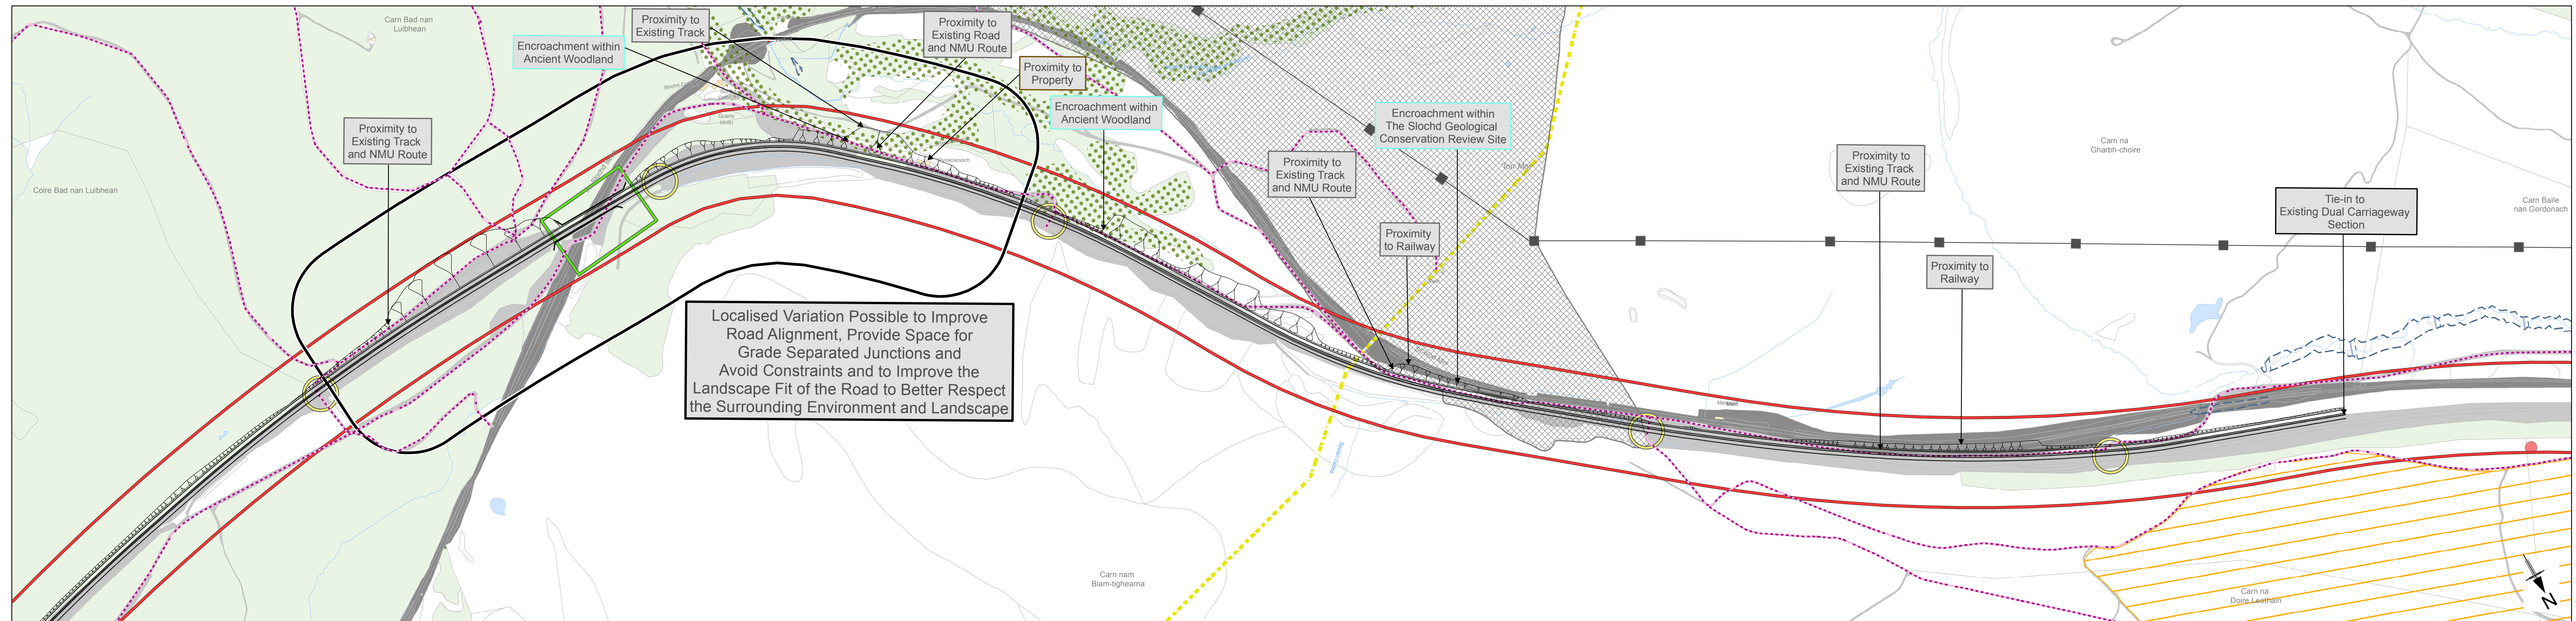 Carn Bad nan
Luibhean
Proximity to
Existing Track
Proximity to
Existing Road
and NMU Route
Encroachment within
Ancient Woodland
Proximity to
Property
Encroachment within
Ancient Woodland
Quarry
(dis)
Proximity to
Existing Track
and NMU Route
Coire Bad nan Luibhean
Encroachment within
The Slochd Geological
Conservation Review Site
Proximity to
Existing Track
and NMU Route
Proximity
to Railway
Carn na
Gharbh-choire
Proximity to
Existing Track
and NMU Route
Proximity to
Railway
Tie-in to
Existing Dual Carriageway
Section
Carn Baile
nan Gordonach
Localised Variation Possible to Improve
Road Alignment, Provide Space for
Grade Separated Junctions and
Avoid Constraints and to Improve the
Landscape Fit of the Road to Better Respect
the Surrounding Environment and Landscape
Slochd Mor
Carn nam
Biam-tighearna
Carn na
Doire Leathain
N